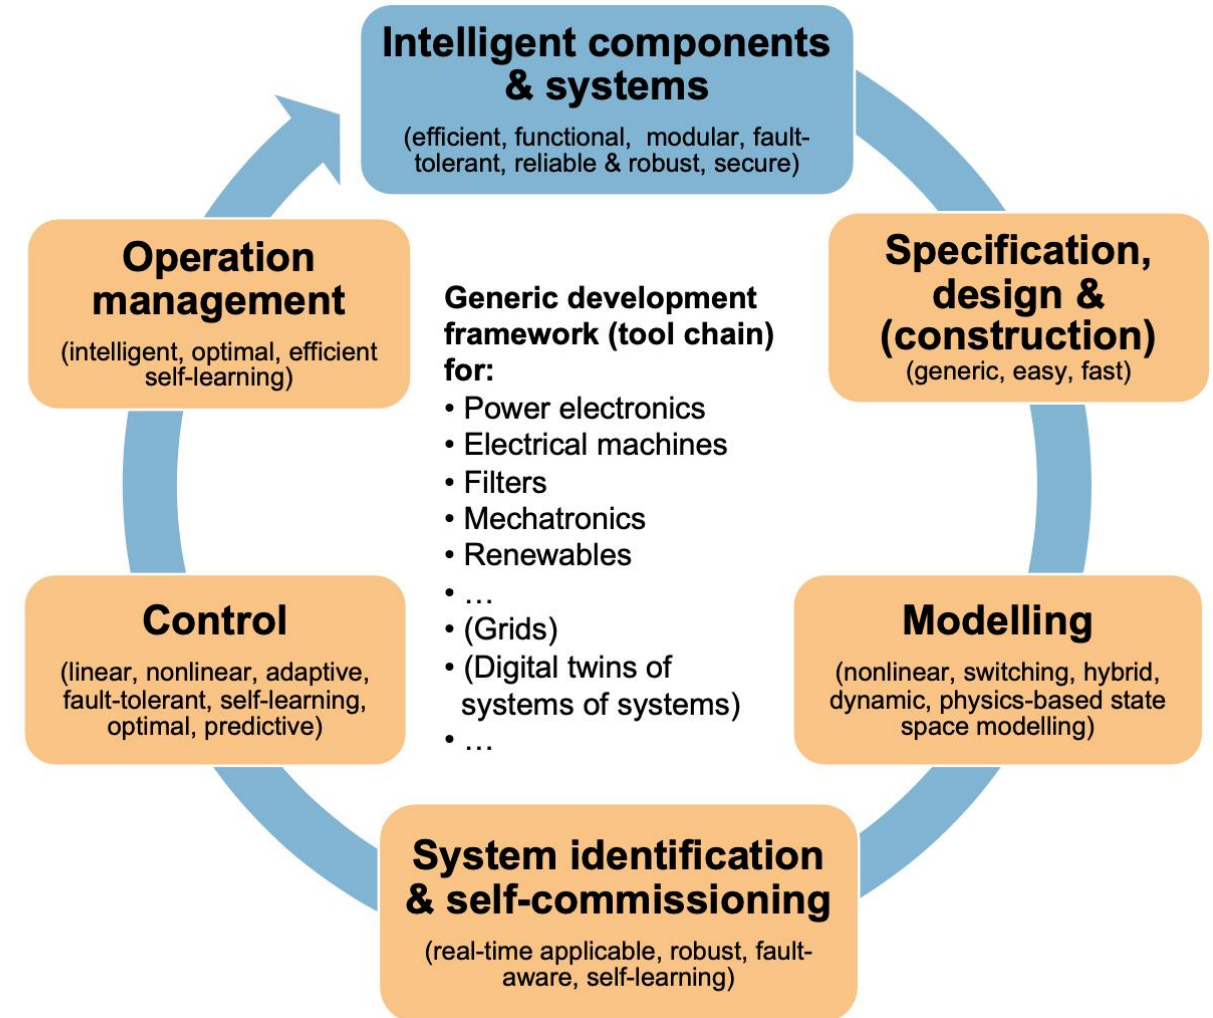 Intelligent components
& systems
(efficient, functional,  modular, fault-
tolerant, reliable & robust, secure)
Specification,
design &
(construction)
(generic, easy, fast)
Modelling
(nonlinear, switching, hybrid,
dynamic, physics-based state
space modelling)
System identification
& self-commissioning
(real-time applicable, robust, fault-
aware, self-learning)
Control
(linear, nonlinear, adaptive,
fault-tolerant, self-learning,
optimal, predictive)
Operation
management
(intelligent, optimal, efficient
self-learning)
Generic development
framework (tool chain)
for:
• Power electronics
• Electrical machines
• Filters
• Mechatronics
• Renewables
• …
• (Grids)
• (Digital twins of
systems of systems)
• …